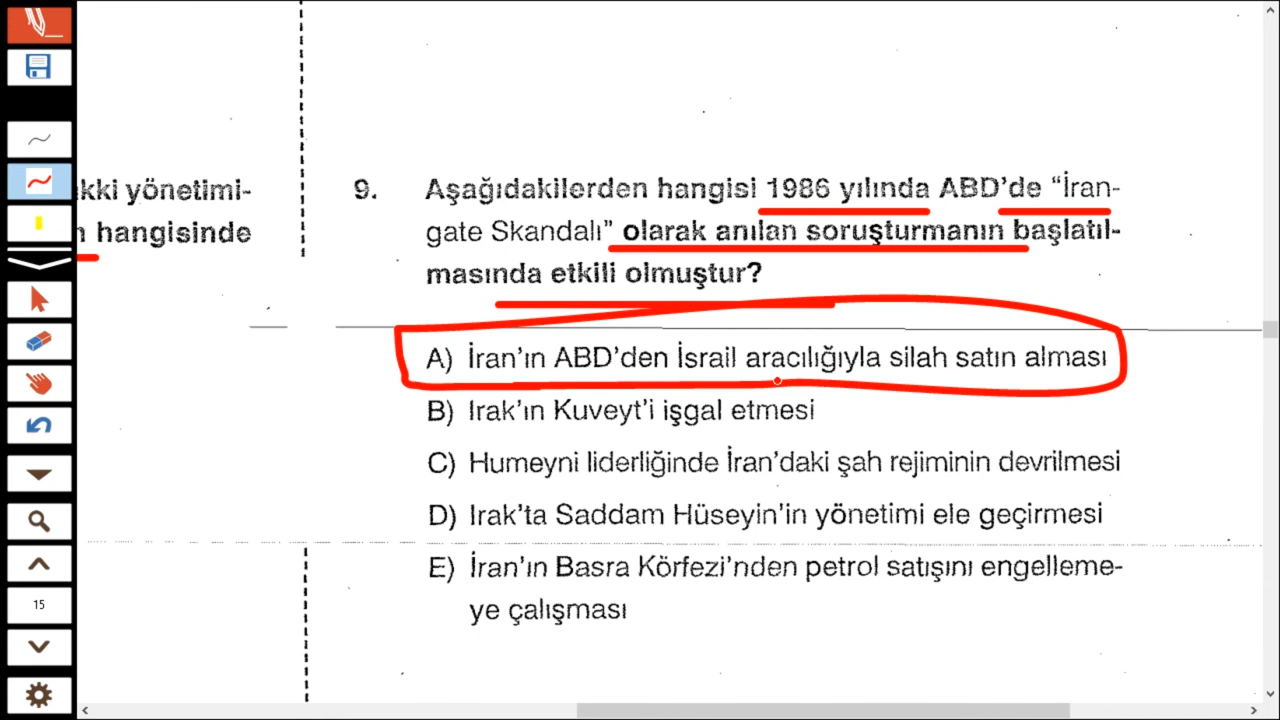 kki yönetimi-
hangisinde
9. Aşağıdakilerden hangisi 1986 yılında ABD’de “İran-
gate Skandalı” olarak anılan soruşturmanın başlatıl-
masında etkili olmuştur?
A) İran’ın ABD’den İsrail aracılığıyla silah satın alması
B) Irak’ın Kuveyt’i işgal etmesi
C) Humeyni liderliğinde İran’daki şah rejiminin devrilmesi
D) Irak’ta Saddam Hüseyin’in yönetimi ele geçirmesi
E) İran’ın Basra Körfezi’nden petrol satışını engelleme-
ye çalışması
15